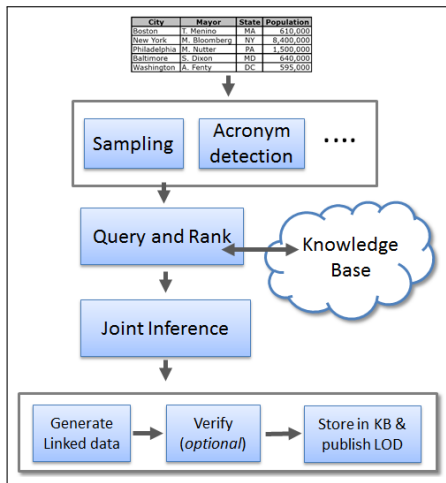 City Mayor State Population
Boston T. Menino MA 610,000
New York M. Bloomberg NY 8,400,000
Philadelphia M. Nutter PA 1,500,000
Baltimore S. Dixon MD 640,000
Washington A. Fenty DC 595,000
Sampling
Acronym
detection
....
Query and Rank
Knowledge
Base
Joint Inference
Generate
Linked data
Verify
(optional)
Store in KB &
publish LOD